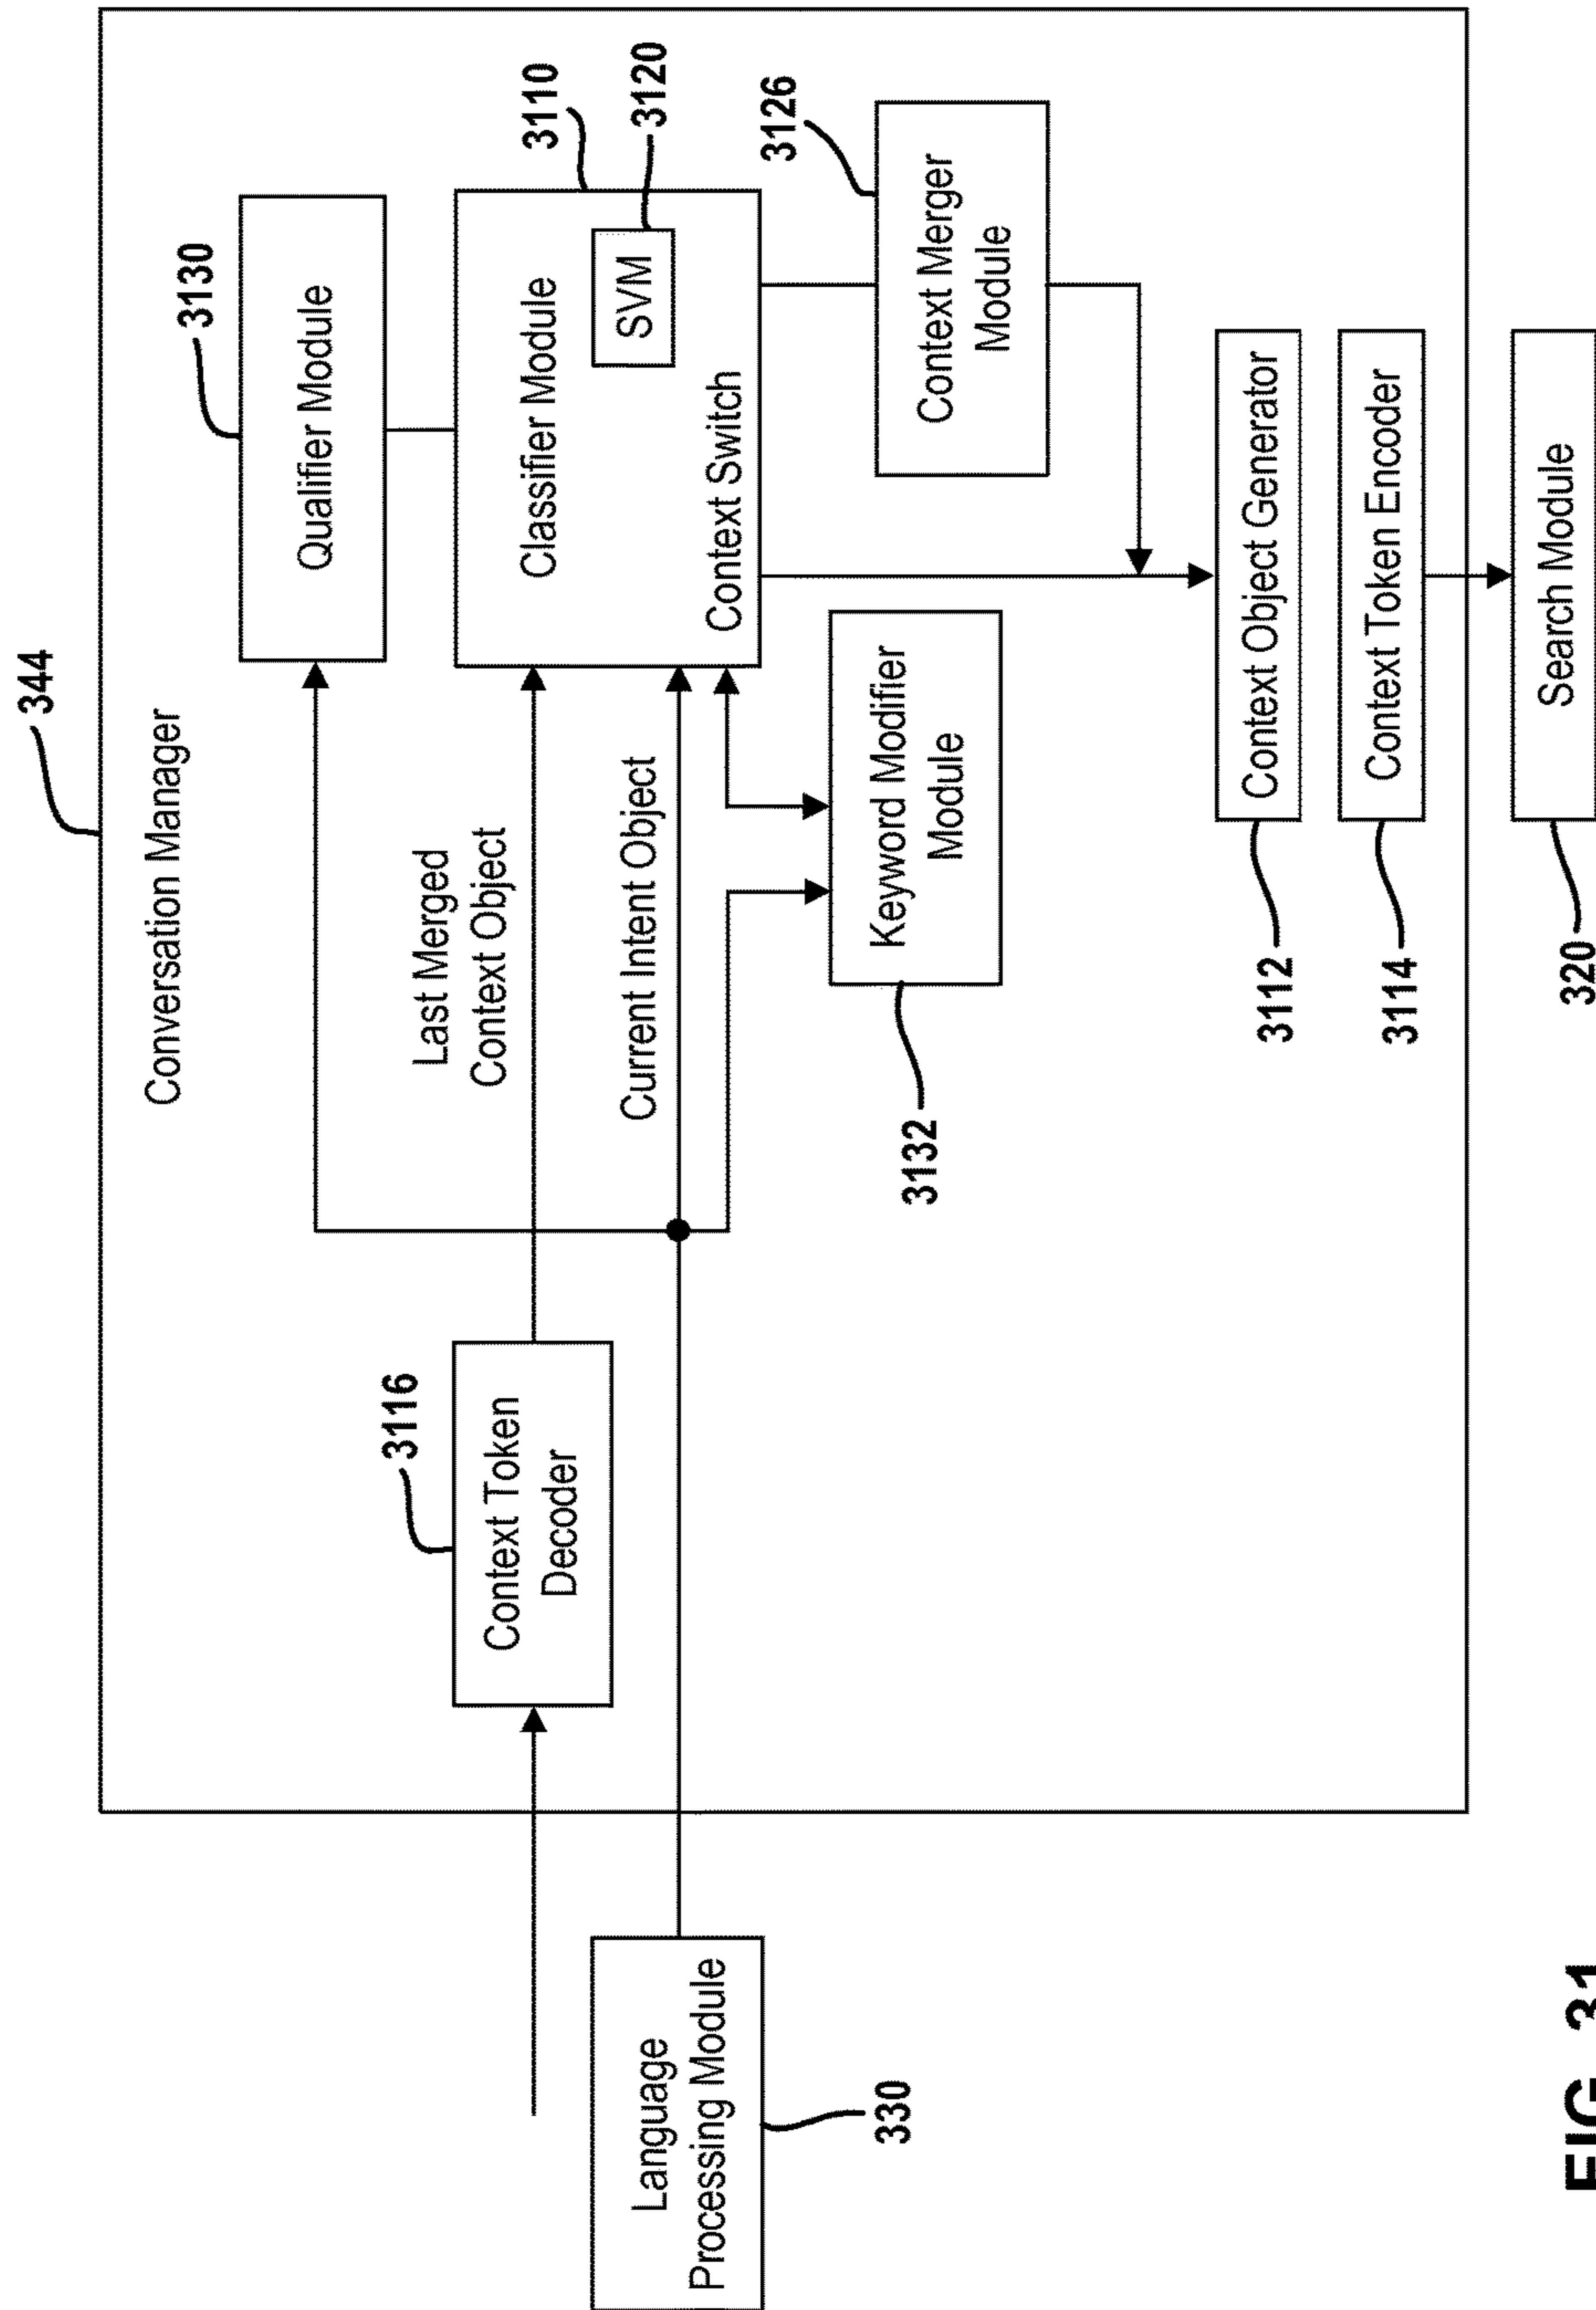 344
Conversation Manager
3130
Qualifier Module
3110
Classifier Module
3120
SVM
Context Switch
3126
Context Merger
Module
3116
Context Token
Decoder
Last Merged
Context Object
Current Intent Object
Keyword Modifier
Module
3132
Language
Processing Module
330
Context Object Generator
3112
Context Token Encoder
3114
Search Module
320
FIG. 31